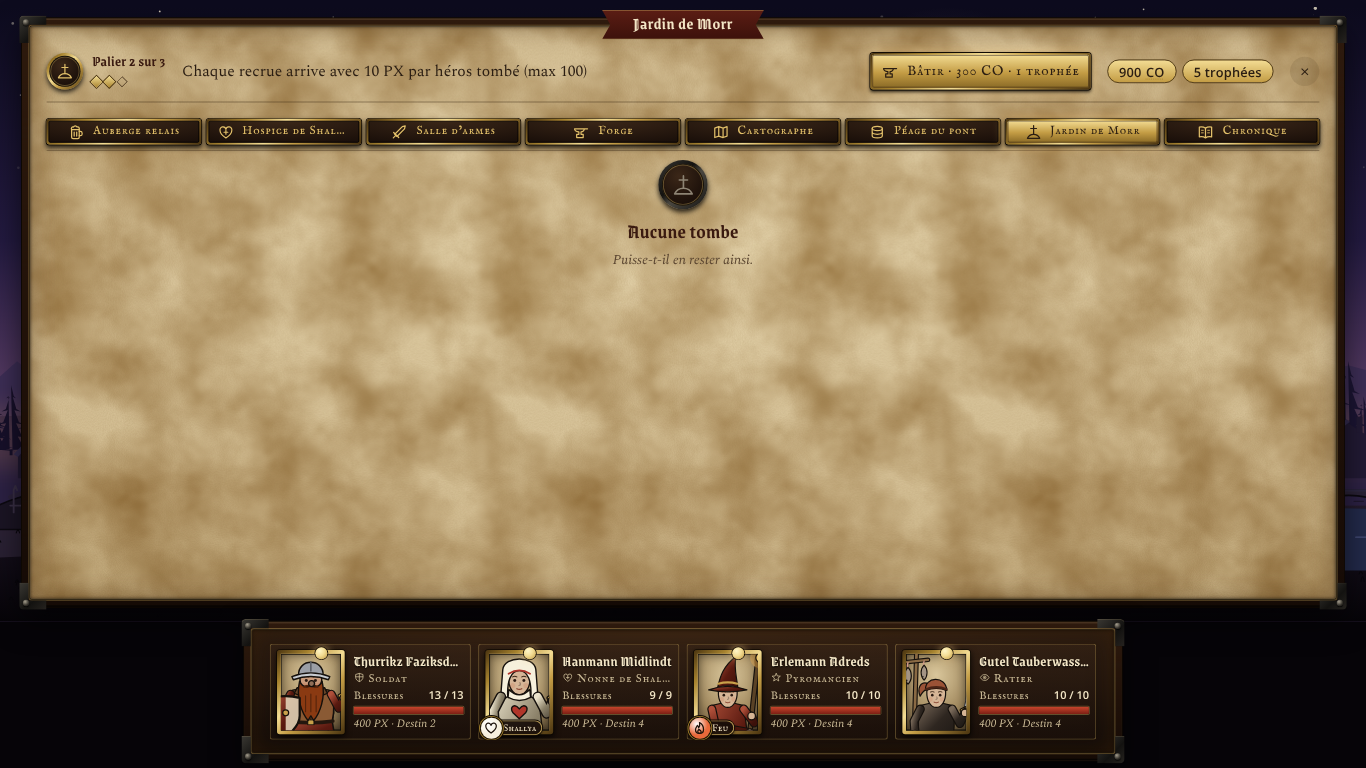 Jardin de Morr
Palier 2 sur 3
Chaque recrue arrive avec 10 PX par héros tombé (max 100)
Bâtir · 300 CO · 1 trophée
900 CO
5 trophées
×
Auberge relais
Hospice de Shal…
Salle d'armes
Forge
Cartographe
Péage du pont
Jardin de Morr
Chronique
Aucune tombe
Puisse-t-il en rester ainsi.
Thurrikz Faziksd…
Soldat
Blessures 13 / 13
400 PX · Destin 2
Hanmann Midlindt
Nonne de Shal…
Blessures 9 / 9
400 PX · Destin 4
Shallya
Erlemann Adreds
Pyromancien
Blessures 10 / 10
400 PX · Destin 4
Feu
Gutel Tauberwass…
Ratier
Blessures 10 / 10
400 PX · Destin 4